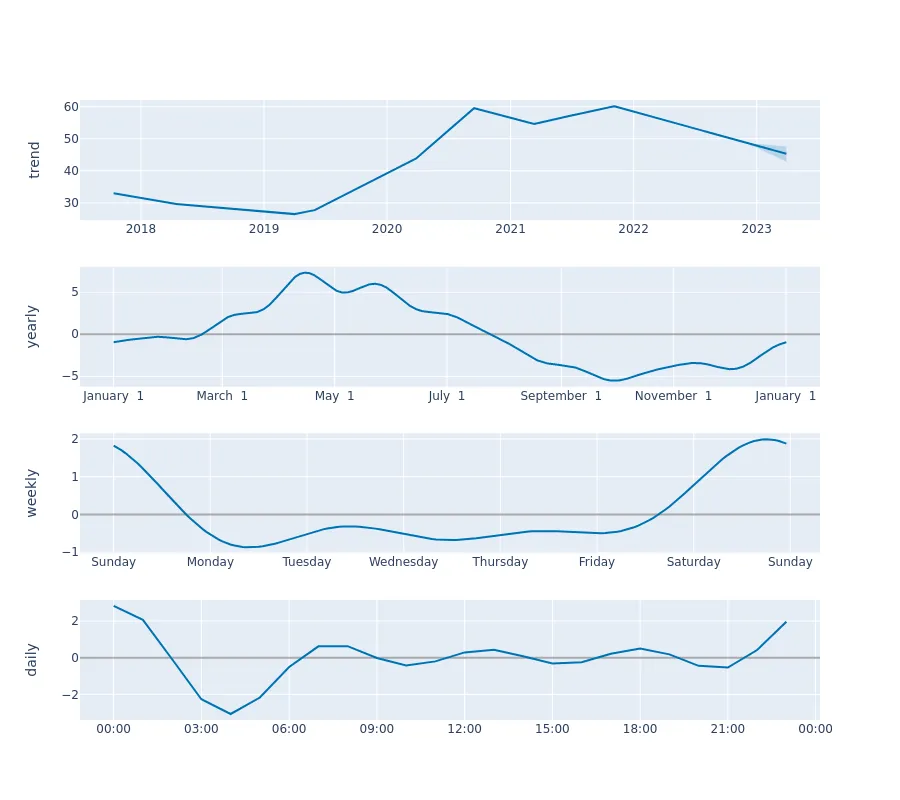 trend
60
50
40
30
2018 2019 2020 2021 2022 2023
yearly
5
0
−5
January 1 March 1 May 1 July 1 September 1 November 1 January 1
weekly
2
1
0
−1
Sunday Monday Tuesday Wednesday Thursday Friday Saturday Sunday
daily
2
0
−2
00:00 03:00 06:00 09:00 12:00 15:00 18:00 21:00 00:00